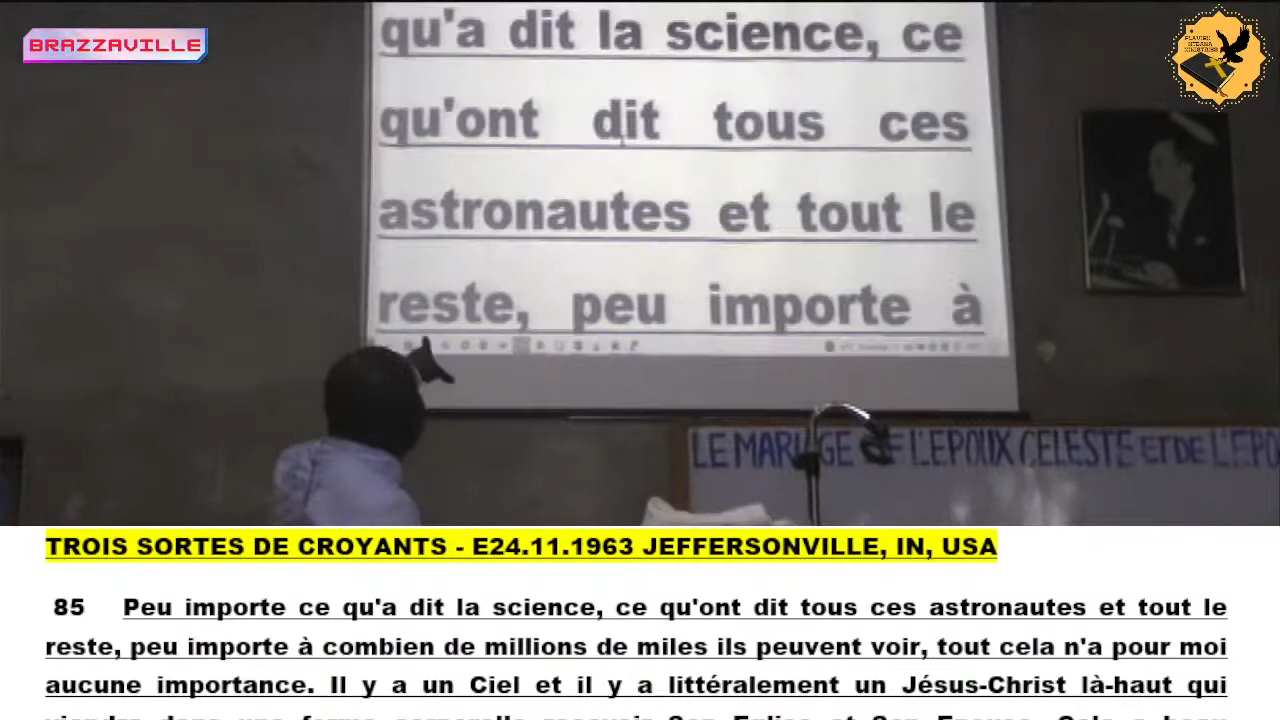 BRAZZAVILLE
qu'a dit la science, ce
qu'ont dit tous ces
astronautes et tout le
reste, peu importe à
LE MARIAGE DE L'EPOUX CELESTE ET DE L'EPO
TROIS SORTES DE CROYANTS - E24.11.1963 JEFFERSONVILLE, IN, USA
85 Peu importe ce qu'a dit la science, ce qu'ont dit tous ces astronautes et tout le
reste, peu importe à combien de millions de miles ils peuvent voir, tout cela n'a pour moi
aucune importance. Il y a un Ciel et il y a littéralement un Jésus-Christ là-haut qui